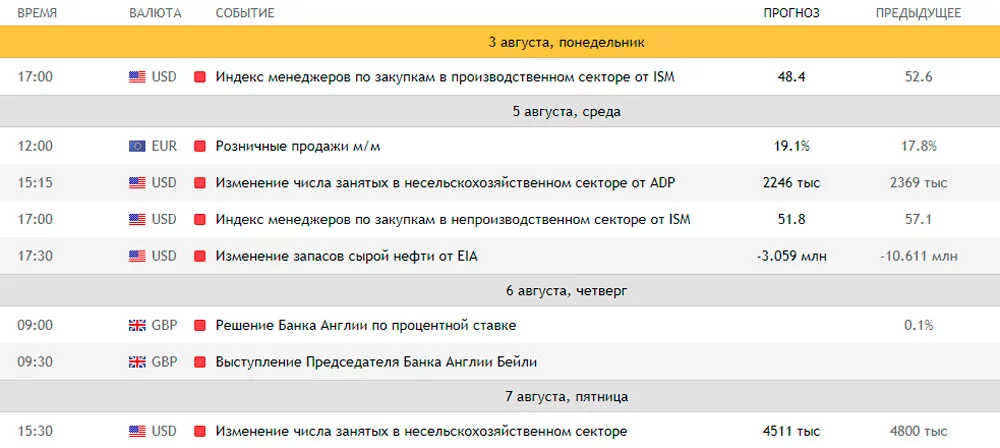 ВРЕМЯ ВАЛЮТА СОБЫТИЕ ПРОГНОЗ ПРЕДЫДУЩЕЕ
3 августа, понедельник
17:00 USD Индекс менеджеров по закупкам в производственном секторе от ISM 48.4 52.6
5 августа, среда
12:00 EUR Розничные продажи м/м 19.1% 17.8%
15:15 USD Изменение числа занятых в несельскохозяйственном секторе от ADP 2246 тыс 2369 тыс
17:00 USD Индекс менеджеров по закупкам в непроизводственном секторе от ISM 51.8 57.1
17:30 USD Изменение запасов сырой нефти от EIA -3.059 млн -10.611 млн
6 августа, четверг
09:00 GBP Решение Банка Англии по процентной ставке 0.1%
09:30 GBP Выступление Председателя Банка Англии Бейли
7 августа, пятница
15:30 USD Изменение числа занятых в несельскохозяйственном секторе 4511 тыс 4800 тыс